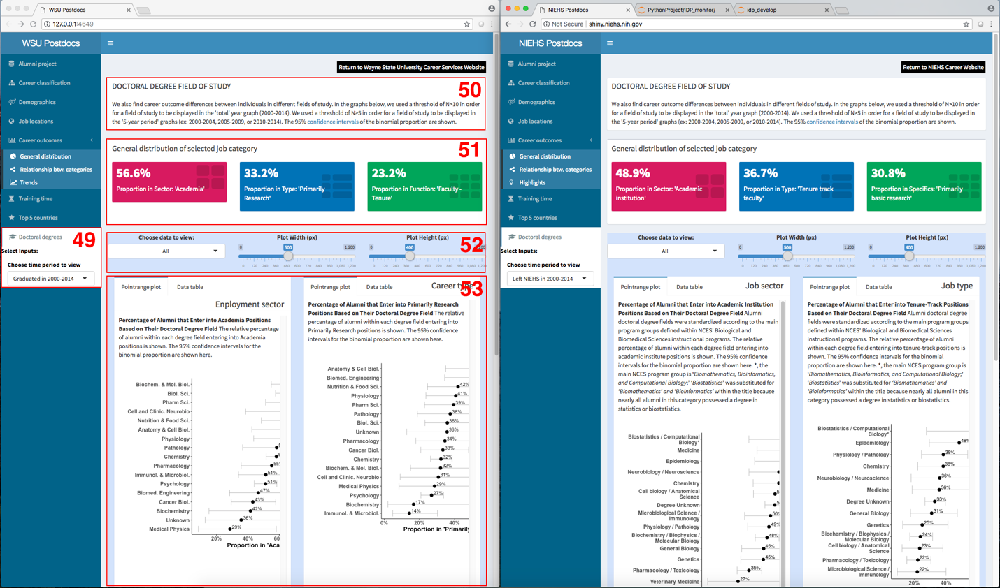 WSU Postdocs
127.0.0.1:4649
WSU Postdocs
Alumni project
Career classification
Demographics
Job locations
Career outcomes
General distribution
Relationship btw. categories
Trends
Training time
Top 5 countries
Doctoral degrees
49
Select Inputs:
Choose time period to view
Graduated in 2000-2014
Return to Wayne State University Career Services Website
DOCTORAL DEGREE FIELD OF STUDY
50
We also find career outcome differences between individuals in different fields of study. In the graphs below, we used a threshold of N>10 in order
for a field of study to be displayed in the 'total' year graph (2000-2014). We used a threshold of N>5 in order for a field of study to be displayed in
the '5-year period' graphs (ex: 2000-2004, 2005-2009, or 2010-2014). The 95% confidence intervals of the binomial proportion are shown.
General distribution of selected job category
51
56.6%
Proportion in Sector: 'Academia'
33.2%
Proportion in Type: 'Primarily
Research'
23.2%
Proportion in Function: 'Faculty -
Tenure'
Choose data to view:
All
Plot Width (px)
0 500 1,200
0 120 240 360 480 600 720 840 960 1,080 1,200
Plot Height (px)
0 400 1,200
0 120 240 360 480 600 720 840 960 1,080 1,200
52
53
Pointrange plot
Data table
Enployment sector
Percentage of Alumni that Enter into Academia Positions
Based on Their Doctoral Degree Field The relative percentage
of alumni within each degree field entering into Academia
positions is shown. The 95% confidence intervals for the
binomial proportion are shown here.
Biochem. & Mol. Biol.
Biol. Sci.
Pharm Sci.
Cell and Clinic. Neurobio
Nutrition & Food Sci.
Anatomy & Cell Biol.
Physiology
Pathology
Chemistry
Pharmacology 55%
Immunol. & Microbiol. 51%
Psychology 51%
Biomed. Engineering 47%
Cancer Biol. 43%
Biochemistry 42%
Unknown 36%
Medical Physics 29%
20% 40% 60
Proportion in 'Aca
Pointrange plot
Data table
Career type
Percentage of Alumni that Enter into Primarily Research
Positions Based on Their Doctoral Degree Field The relative
percentage of alumni within each degree field entering into
Primarily Research positions is shown. The 95% confidence
intervals for the binomial proportion are shown here.
Anatomy & Cell Biol.
Biomed. Engineering
Nutrition & Food Sci. 42%
Physiology 41%
Pharm Sci. 39%
Pathology 38%
Biol. Sci. 36%
Unknown 36%
Pharmacology 34%
Cancer Biol. 33%
Chemistry 32%
Biochem. & Mol. Biol. 32%
Cell and Clinic. Neurobio 31%
Medical Physics 29%
Psychology 27%
Biochemistry 17%
Immunol. & Microbiol. 14%
0% 20% 40%
Proportion in 'Primarily
NIEHS Postdocs
PythonProject/IDP_monitor/
idp_develop
Not Secure | shiny.niehs.nih.gov
NIEHS Postdocs
Alumni project
Career classification
Demographics
Job locations
Career outcomes
General distribution
Relationship btw. categories
Highlights
Training time
Top 5 countries
Doctoral degrees
Select Inputs:
Choose time period to view
Left NIEHS in 2000-2014
Return to NIEHS Career Website
DOCTORAL DEGREE FIELD OF STUDY
We also find career outcome differences between individuals in different fields of study. In the graphs below, we used a threshold of N>10 in order
for a field of study to be displayed in the 'total' year graph (2000-2014). We used a threshold of N>5 in order for a field of study to be displayed in
the '5-year period' graphs (ex: 2000-2004, 2005-2009, or 2010-2014). The 95% confidence intervals of the binomial proportion are shown.
General distribution of selected job category
48.9%
Proportion in Sector: 'Academic
institution'
36.7%
Proportion in Type: 'Tenure track
faculty'
30.8%
Proportion in Specifics: 'Primarily
basic research'
Choose data to view:
All
Plot Width (px)
0 500 1,200
0 120 240 360 480 600 720 840 960 1,080 1,200
Plot Height (px)
0 400 1,200
0 120 240 360 480 600 720 840 960 1,080 1,200
Pointrange plot
Data table
Job sector
Percentage of Alumni that Enter into Academic Institution
Positions Based on Their Doctoral Degree Field Alumni
doctoral degree fields were standardized according to the
main program groups defined within NCES' Biological and
Biomedical Sciences instructional programs. The relative
percentage of alumni within each degree field entering into
academic institute positions is shown. The 95% confidence
intervals for the binomial proportion are shown here. *, the
main NCES program group is 'Biomathematics, Bioinformatics,
and Computational Biology;' 'Biostatistics' was substituted for
'Biomathematics' and 'Bioinformatics' within the title because
nearly all alumni in this category possessed a degree in
statistics or biostatistics.
Biostatistics / Computational
Biology*
Medicine
Epidemiology
Neurobiology / Neuroscience
Chemistry
Cell biology / Anatomical
Science
Degree Unknown
Microbiological Science /
Immunology 50%
Physiology / Pathology 49%
Biochemistry / Biophysics /
Molecular Biology 48%
General Biology 45%
Genetics 45%
Pharmacology / Toxicology 35%
Veterinary Medicine 27%
Pointrange plot
Data table
Job type
Percentage of Alumni that Enter into Tenure-Track Positions
Based on Their Doctoral Degree Field Alumni doctoral degree
fields were standardized according to the main program
groups defined within NCES' Biological and Biomedical
Sciences instructional programs. The relative percentage of
alumni within each degree field entering into tenure-track positions is
shown. The 95% confidence intervals for the binomial
proportion are shown here. *, the main NCES program group is
'Biomathematics, Bioinformatics, and Computational Biology;'
'Biostatistics' was substituted for 'Biomathematics' and
'Bioinformatics' within the title because nearly all alumni in this
category possessed a degree in statistics or biostatistics.
Biostatistics / Computational
Biology*
Epidemiology 48%
Physiology / Pathology 38%
Chemistry 38%
Neurobiology / Neuroscience 36%
Medicine 36%
Degree Unknown 33%
General Biology 31%
Genetics 25%
Biochemistry / Biophysics /
Molecular Biology 24%
Cell biology / Anatomical
Science 23%
Pharmacology / Toxicology 22%
Microbiological Science /
Immunology 22%
20% 40%